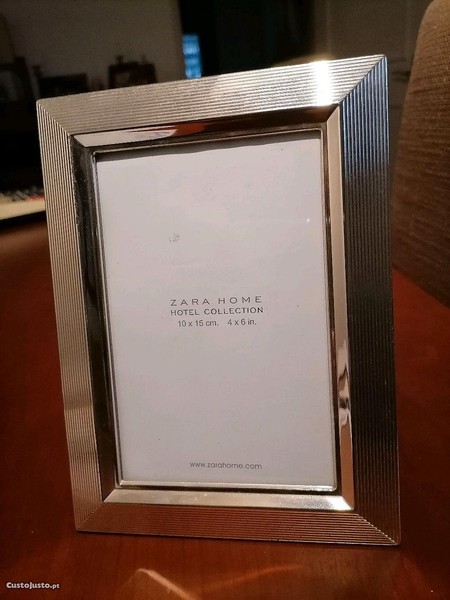 ZARA HOME
HOTEL COLLECTION
10 x 15 cm. 4 x 6 in.
www.zarahome.com
CustoJusto.pt